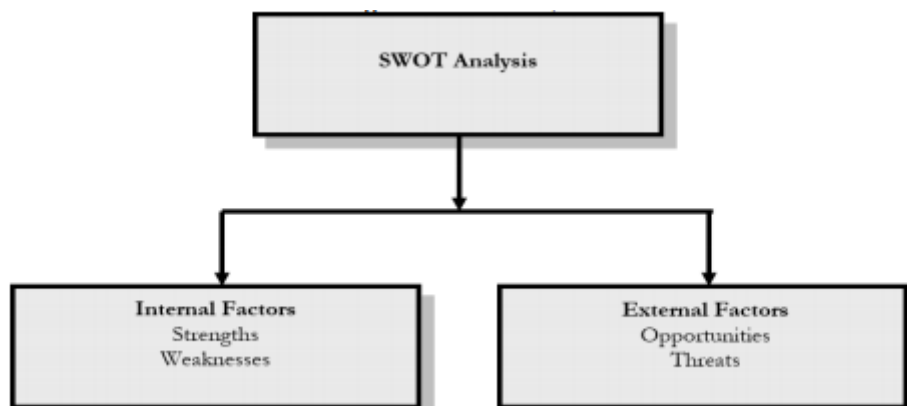 SWOT Analysis
Internal Factors
Strengths
Weaknesses
External Factors
Opportunities
Threats